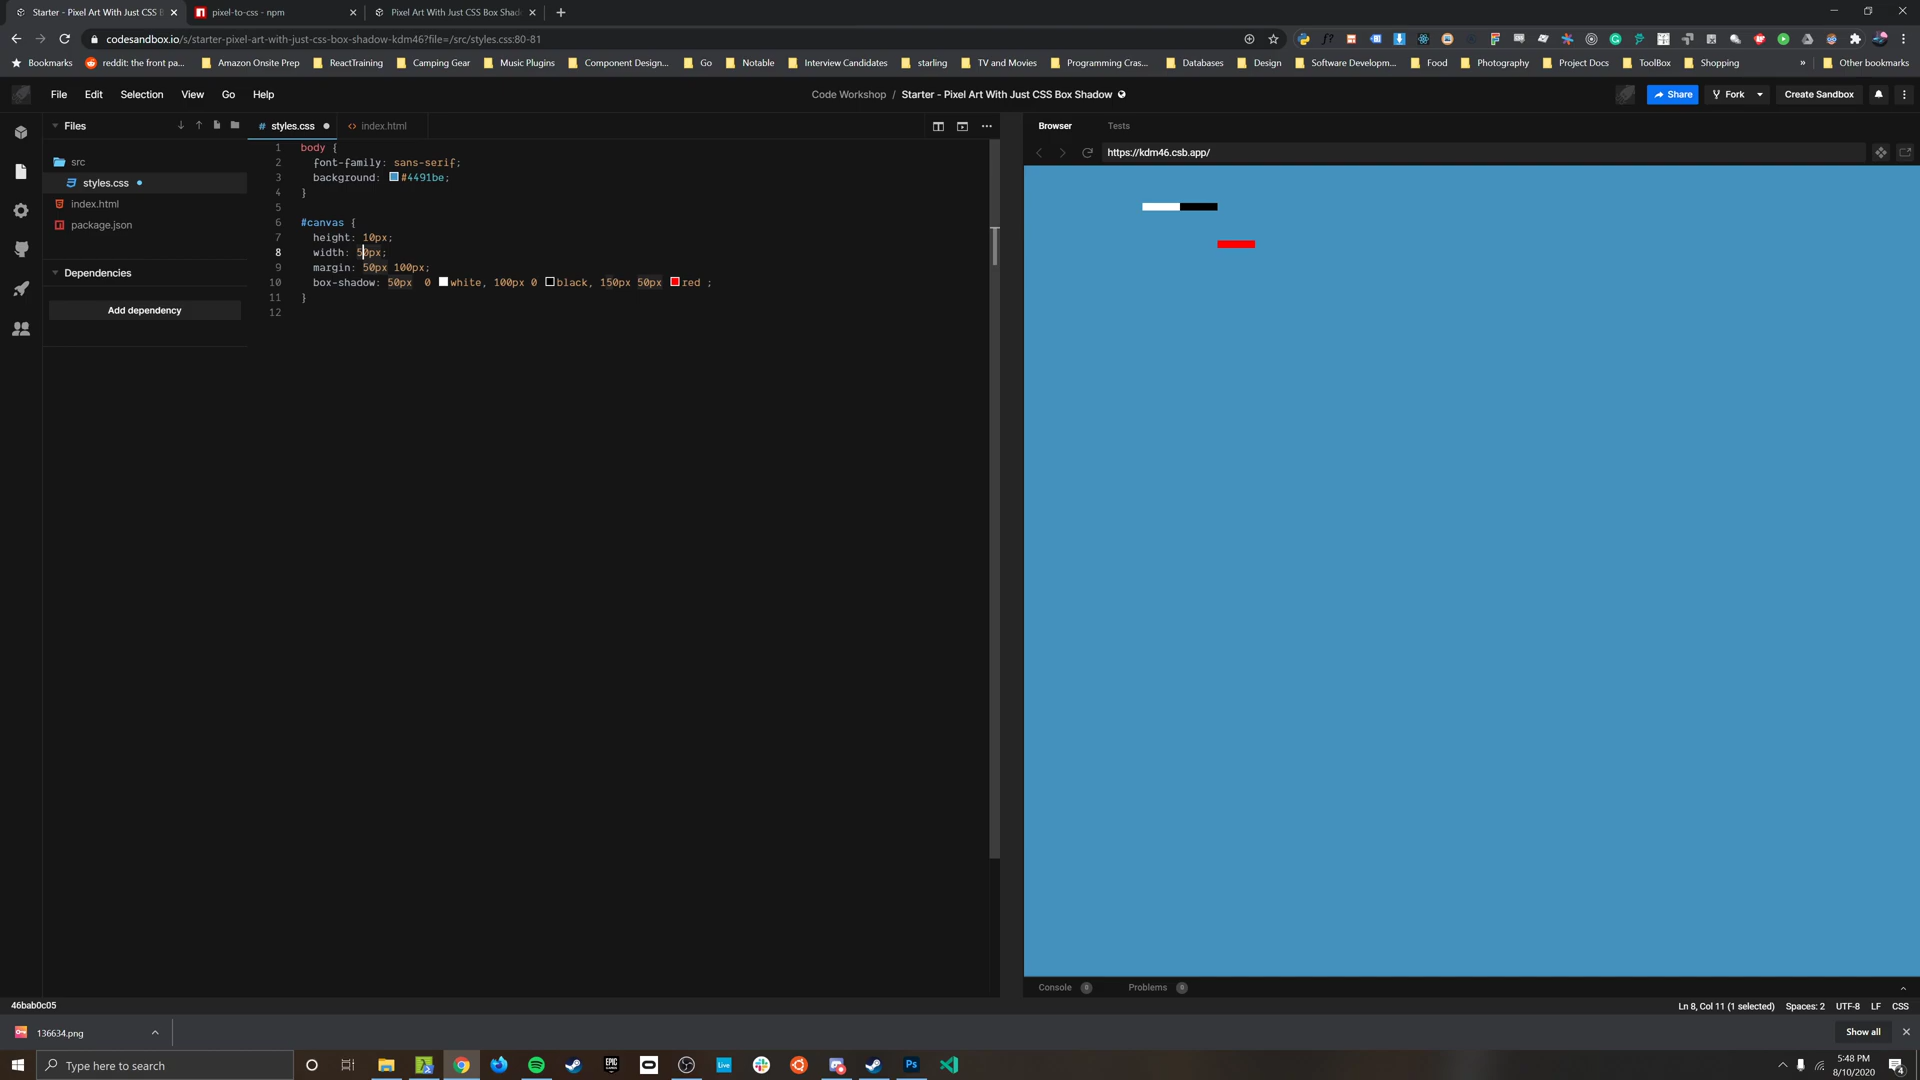 Starter - Pixel Art With Just CSS B
pixel-to-css - npm
Pixel Art With Just CSS Box Shad
codesandbox.io/s/starter-pixel-art-with-just-css-box-shadow-kdm46?file=/src/styles.css:80-81
Bookmarks
reddit: the front pa...
Amazon Onsite Prep
ReactTraining
Camping Gear
Music Plugins
Component Design...
Go
Notable
Interview Candidates
starling
TV and Movies
Programming Cras...
Databases
Design
Software Developm...
Food
Photography
Project Docs
ToolBox
Shopping
»
Other bookmarks
File Edit Selection View Go Help
Code Workshop / Starter - Pixel Art With Just CSS Box Shadow
Share
Fork
Create Sandbox
Files
src
styles.css
index.html
package.json
Dependencies
Add dependency
styles.css
index.html
1 body {
2 font-family: sans-serif;
3 background: #4491be;
4 }
5
6 #canvas {
7 height: 10px;
8 width: 50px;
9 margin: 50px 100px;
10 box-shadow: 50px 0 white, 100px 0 black, 150px 50px red ;
11 }
12
Browser
Tests
https://kdm46.csb.app/
Console 0
Problems 0
46bab0c05
Ln 8, Col 11 (1 selected) Spaces: 2 UTF-8 LF CSS
136634.png
Show all
Type here to search
EPIC
Live
Ps
5:48 PM
8/10/2020
4